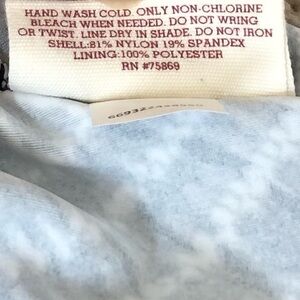 HAND WASH COLD. ONLY NON-CHLORINE
BLEACH WHEN NEEDED. DO NOT WRING
OR TWIST. LINE DRY IN SHADE. DO NOT IRON
SHELL:81% NYLON 19% SPANDEX
LINING:100% POLYESTER
RN #75869